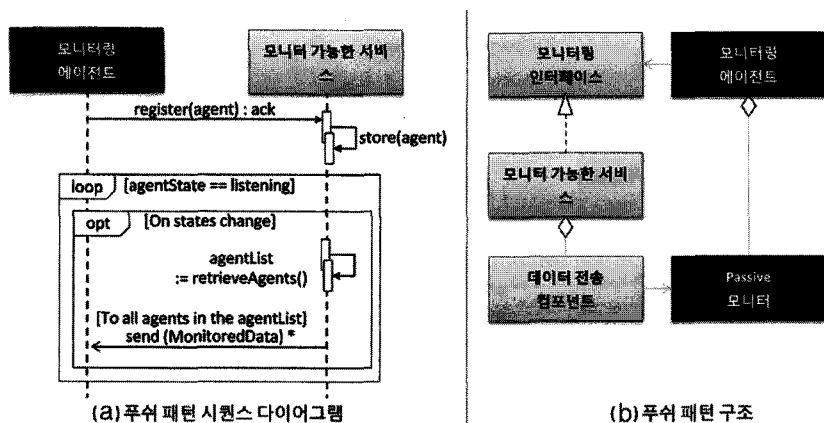 모니터링
에이전트
모니터 가능한 서비
스
register(agent) : ack
store(agent)
loop
[agentState == listening]
opt
[On states change]
agentList
:= retrieveAgents()
[To all agents in the agentList]
send (MonitoredData) *
(a) 푸쉬 패턴 시퀀스 다이어그램
모니터링
인터페이스
모니터링
에이전트
모니터 가능한 서비
스
데이터 전송
컴포넌트
Passive
모니터
(b) 푸쉬 패턴 구조